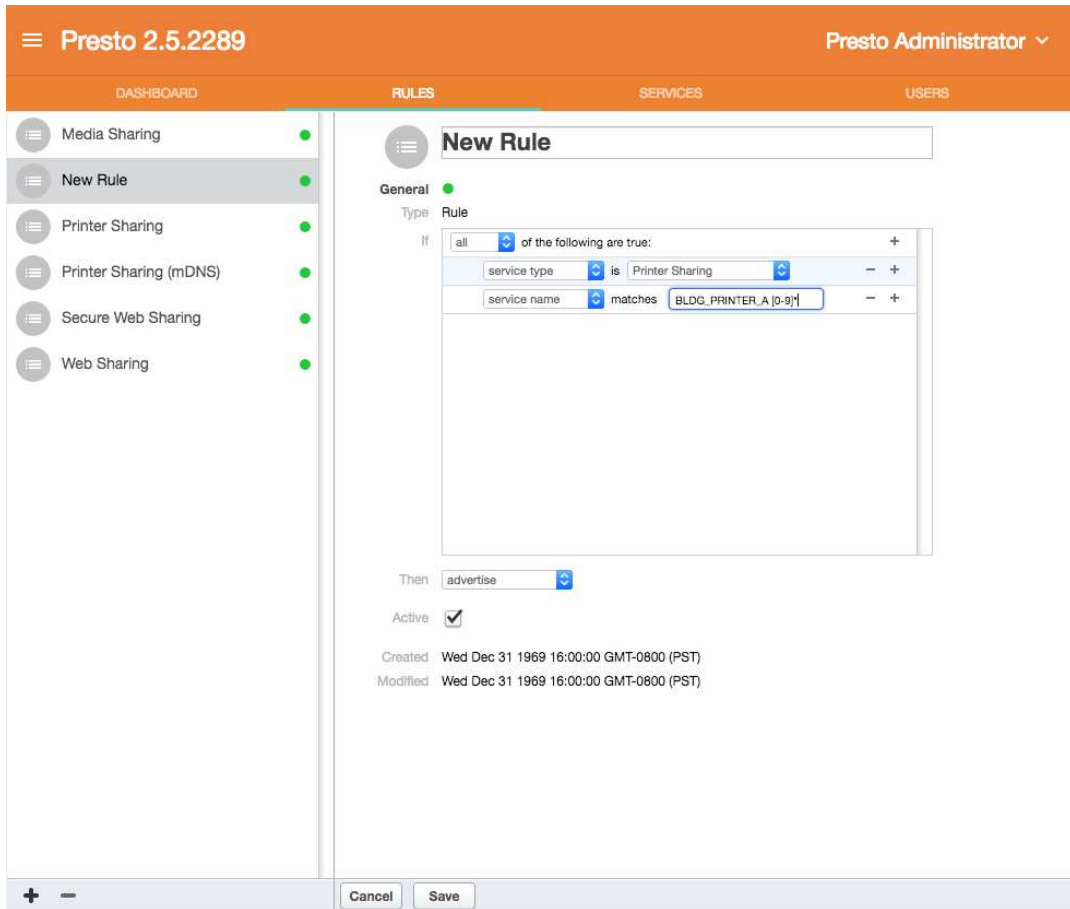 Presto 2.5.2289
Presto Administrator
DASHBOARD
RULES
SERVICES
USERS
Media Sharing
New Rule
Printer Sharing
Printer Sharing (mDNS)
Secure Web Sharing
Web Sharing
New Rule
General
Type Rule
If all of the following are true: +
service type is Printer Sharing − +
service name matches BLDG_PRINTER_A [0-9]* − +
Then advertise
Active
Created Wed Dec 31 1969 16:00:00 GMT-0800 (PST)
Modified Wed Dec 31 1969 16:00:00 GMT-0800 (PST)
+ −
Cancel Save